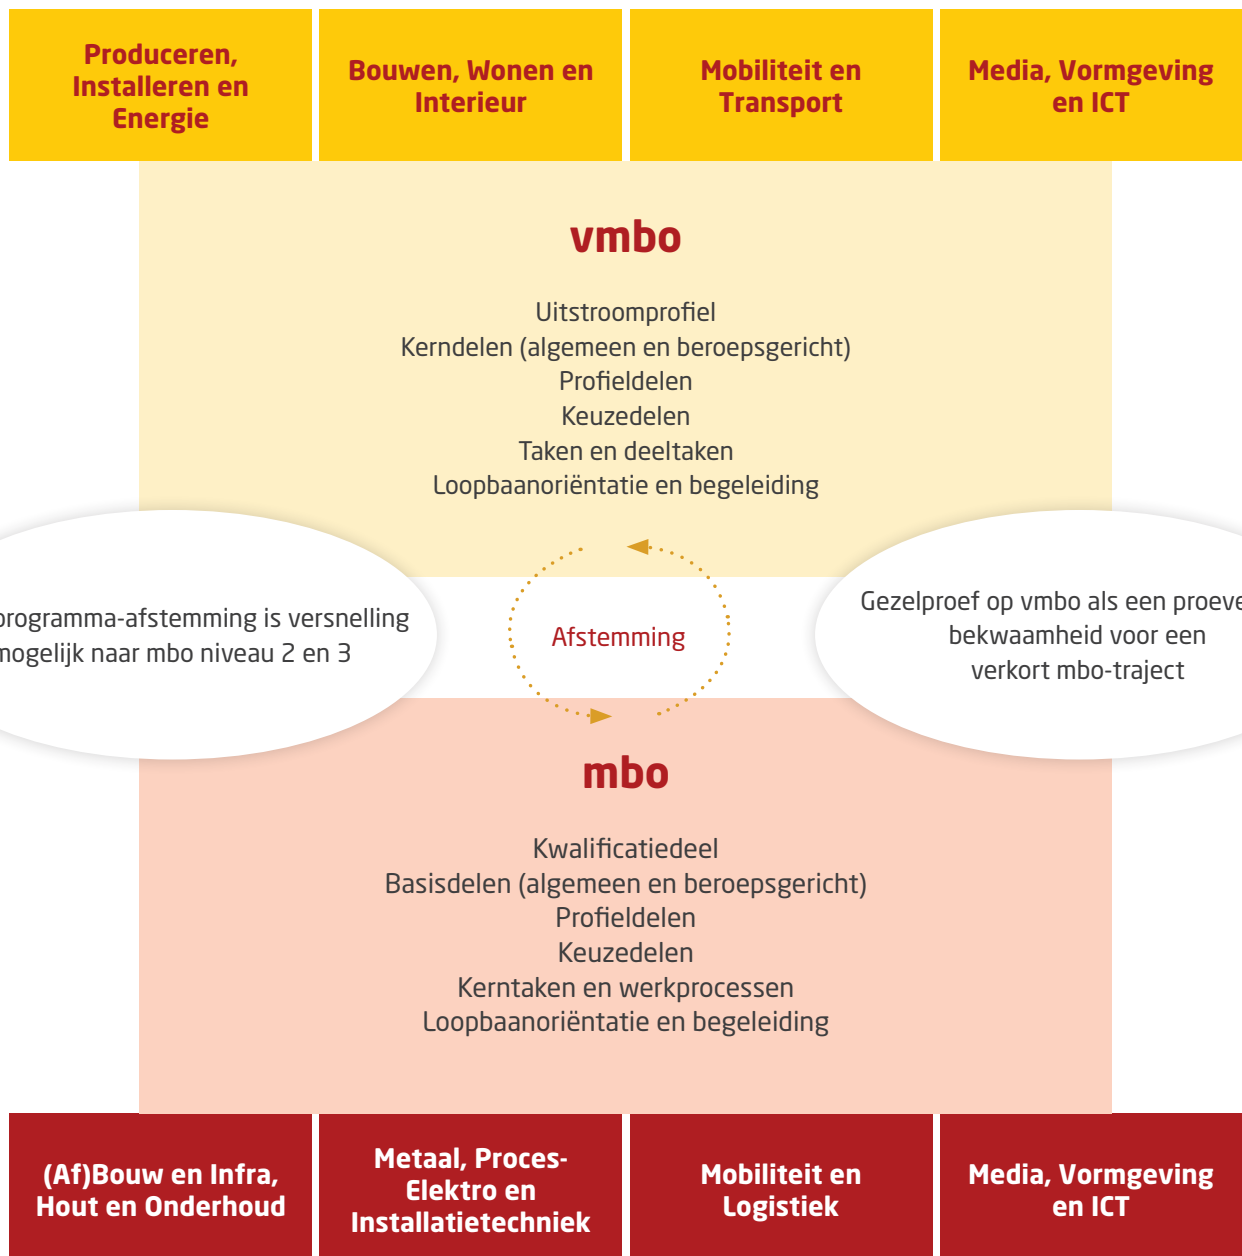 Produceren,
Installeren en
Energie
Bouwen, Wonen en
Interieur
Mobiliteit en
Transport
Media, Vormgeving
en ICT
vmbo
Uitstroomprofiel
Kerndelen (algemeen en beroepsgericht)
Profieldelen
Keuzedelen
Taken en deeltaken
Loopbaanoriëntatie en begeleiding
programma-afstemming is versnelling
mogelijk naar mbo niveau 2 en 3
Afstemming
Gezelproef op vmbo als een proeve
bekwaamheid voor een
verkort mbo-traject
mbo
Kwalificatiedeel
Basisdelen (algemeen en beroepsgericht)
Profieldelen
Keuzedelen
Kerntaken en werkprocessen
Loopbaanoriëntatie en begeleiding
(Af)Bouw en Infra,
Hout en Onderhoud
Metaal, Proces-
Elektro en
Installatietechniek
Mobiliteit en
Logistiek
Media, Vormgeving
en ICT